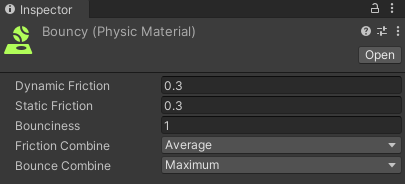 Inspector
Bouncy (Physic Material)
Open
Dynamic Friction 0.3
Static Friction 0.3
Bounciness 1
Friction Combine Average
Bounce Combine Maximum